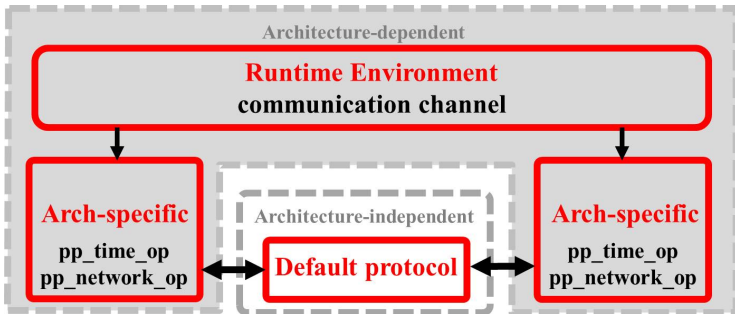 Architecture-dependent
Runtime Environment
communication channel
Arch-specific
pp_time_op
pp_network_op
Architecture-independent
Default protocol
Arch-specific
pp_time_op
pp_network_op